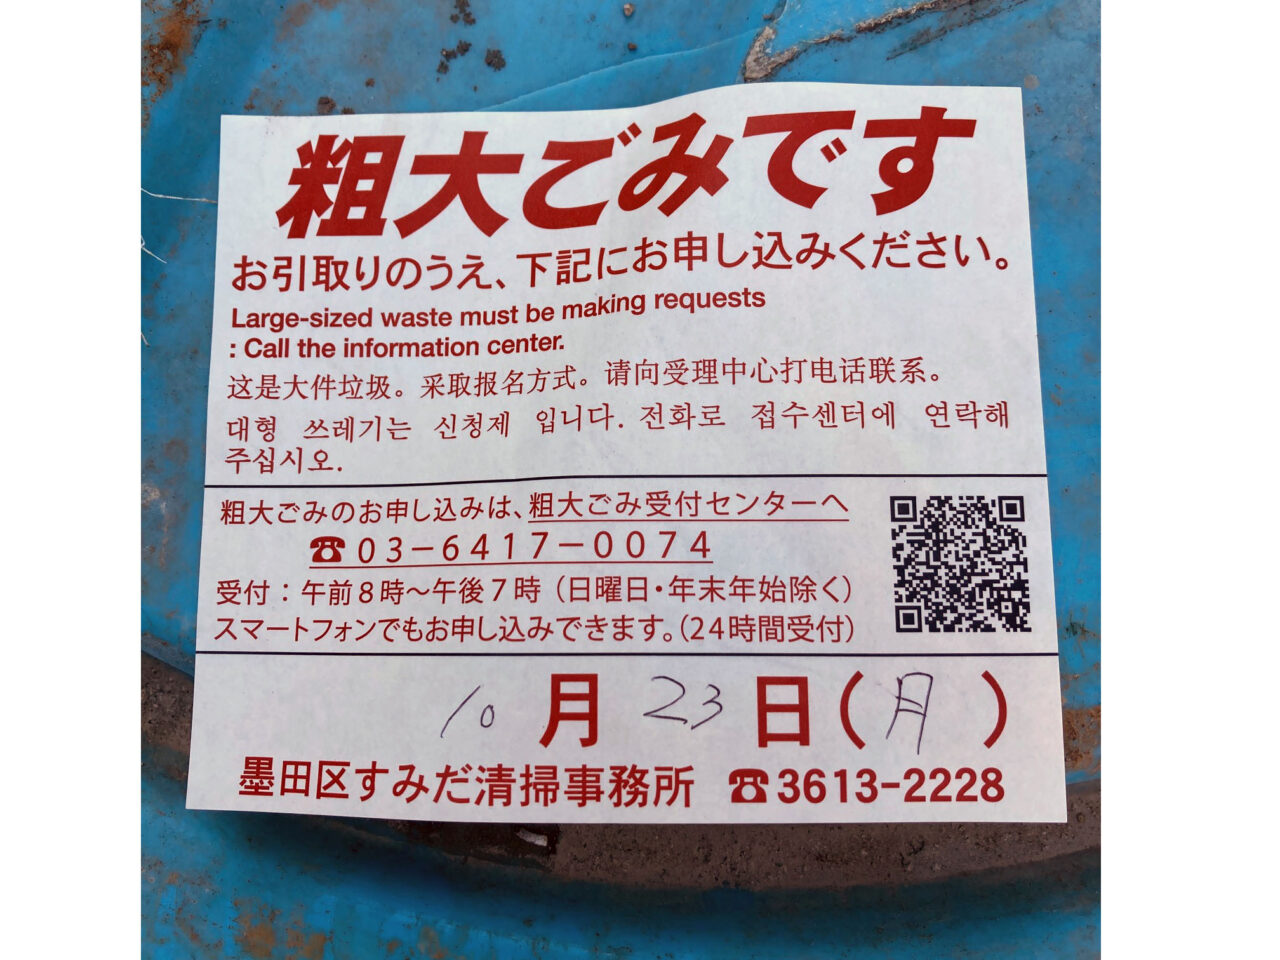 粗大ごみです
お引取りのうえ、下記にお申し込みください。
Large-sized waste must be making requests
: Call the information center.
这是大件垃圾。采取报名方式。请向受理中心打电话联系。
대형 쓰레기는 신청제 입니다. 전화로 접수센터에 연락해
주십시오.
粗大ごみのお申し込みは、粗大ごみ受付センターへ
☎03−6417−0074
受付：午前8時～午後7時（日曜日・年末年始除く）
スマートフォンでもお申し込みできます。（24時間受付）
10月23日（月）
墨田区すみだ清掃事務所 ☎3613-2228